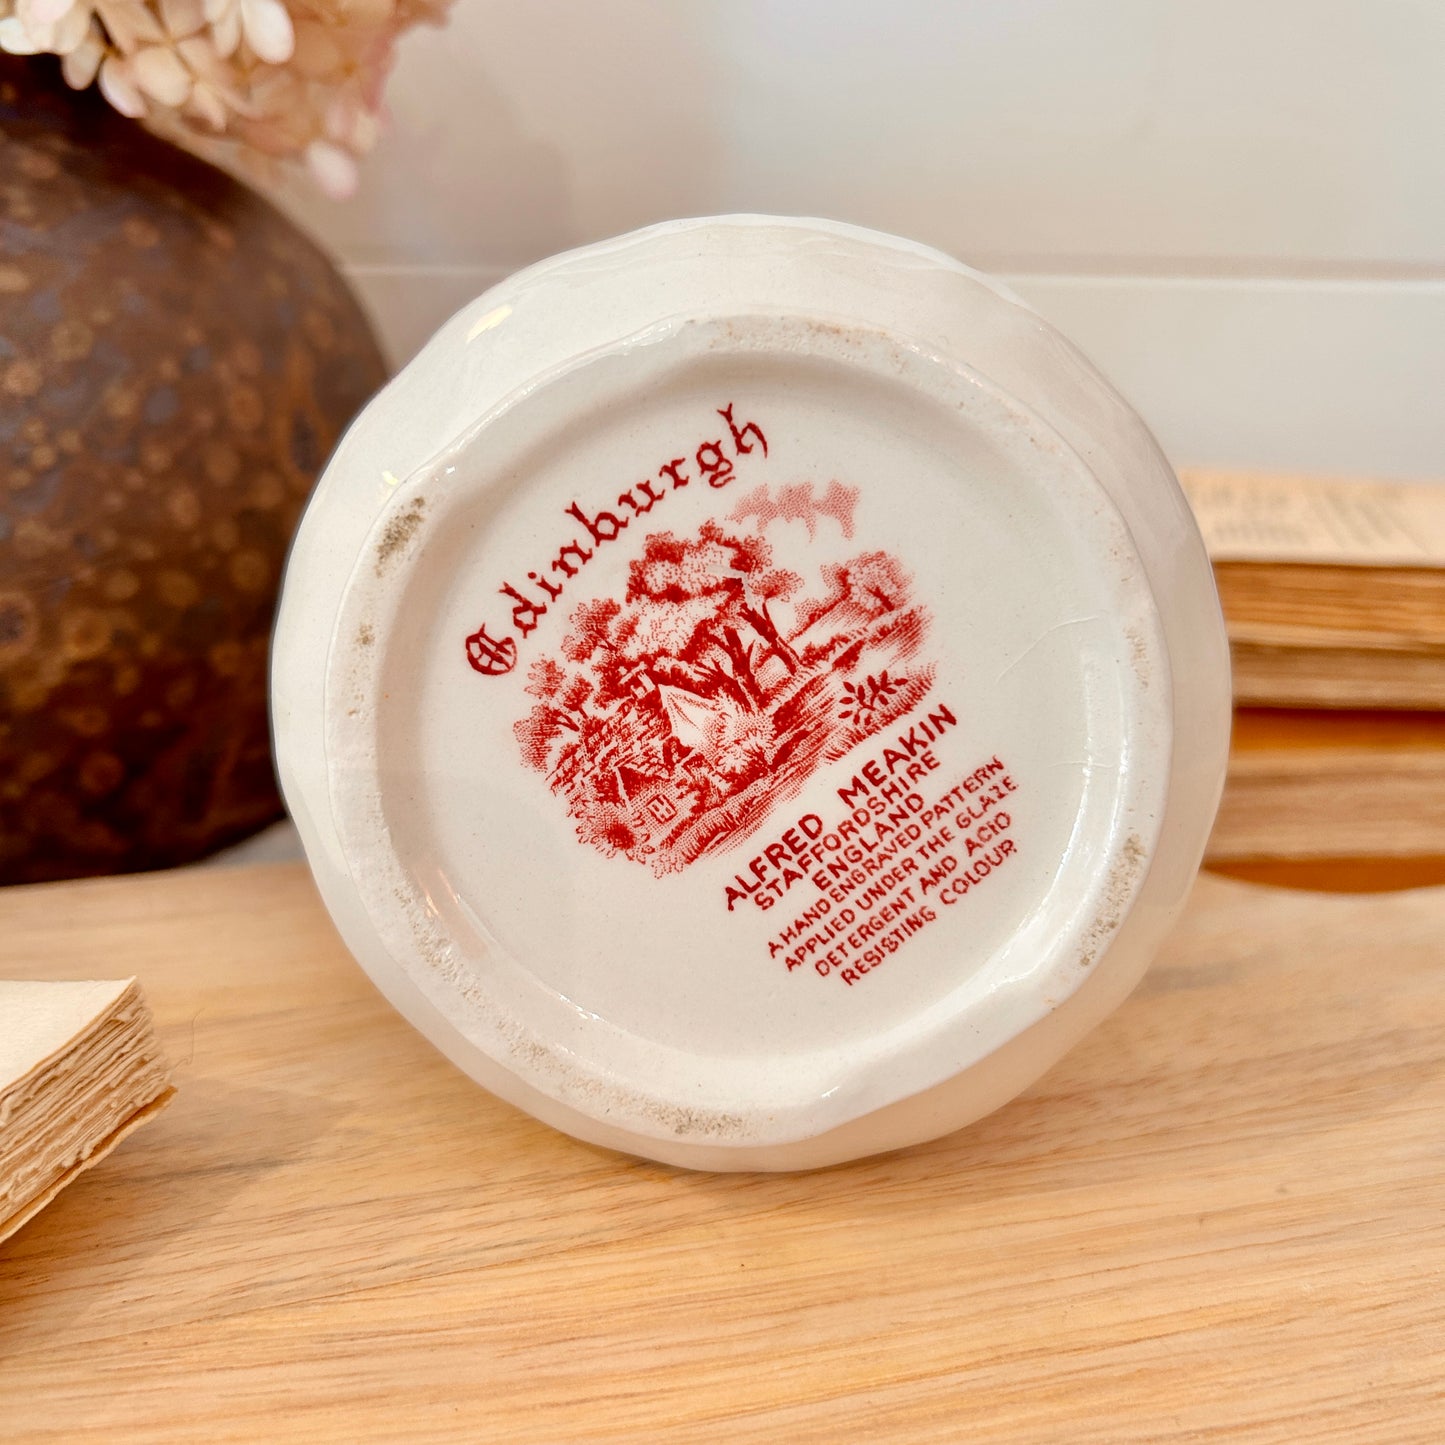 Edinburgh
ALFRED MEAKIN
STAFFORDSHIRE
ENGLAND
A HAND ENGRAVED PATTERN
APPLIED UNDER THE GLAZE
DETERGENT AND ACID
RESISTING COLOUR